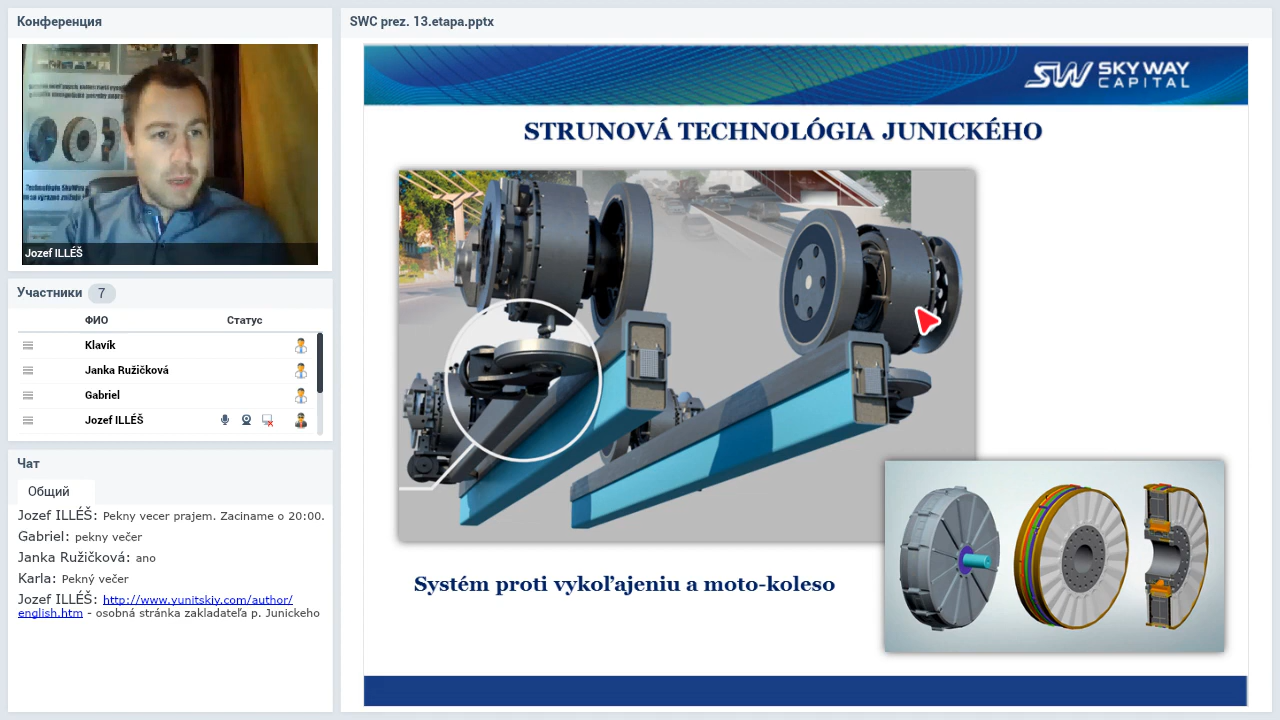 Конференция
Jozef ILLÉŠ
Участники 7
ФИО Статус
Klavík
Janka Ružičková
Gabriel
Jozef ILLÉŠ
Чат
Общий
Jozef ILLÉŠ: Pekny vecer prajem. Zaciname o 20:00.
Gabriel: pekny večer
Janka Ružičková: ano
Karla: Pekný večer
Jozef ILLÉŠ: http://www.yunitskiy.com/author/
english.htm - osobná stránka zakladateľa p. Junickeho
SWC prez. 13.etapa.pptx
SW SKY WAY
CAPITAL
STRUNOVÁ TECHNOLÓGIA JUNICKÉHO
Systém proti vykoľajeniu a moto-koleso